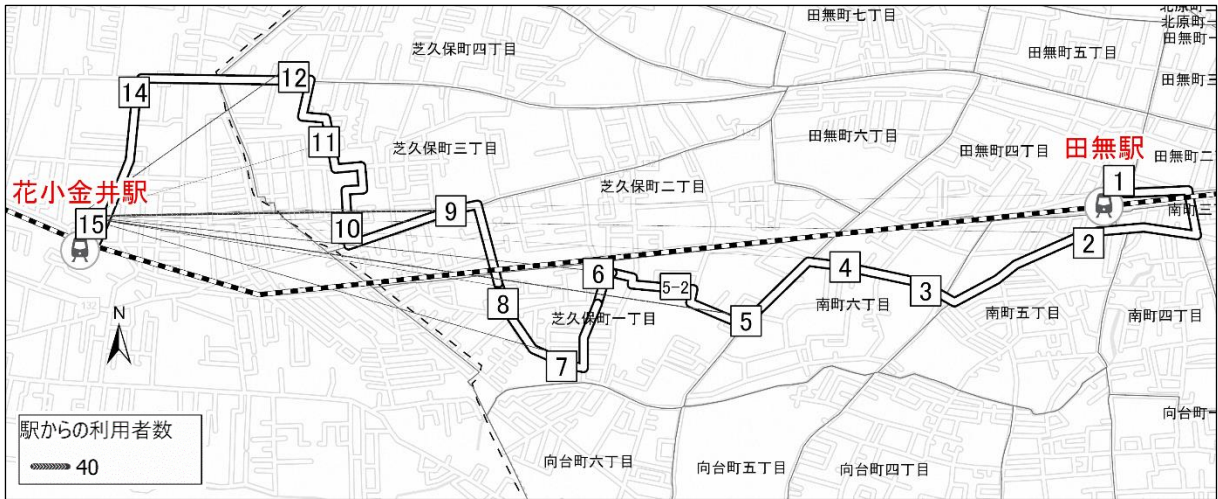 田無町七丁目
北原町一
北原町一
田無町一
芝久保町四丁目
田無町五丁目
12
14
田無町三
田無町六丁目
11
芝久保町三丁目
田無町四丁目
田無駅
田無町二
花小金井駅
芝久保町二丁目
1
15
10
9
南町三
2
6
4
5-2
3
8
芝久保町一丁目
5
南町六丁目
南町五丁目
南町四丁目
132
N
7
向台町一
駅からの利用者数
40
向台町六丁目
向台町五丁目
向台町四丁目